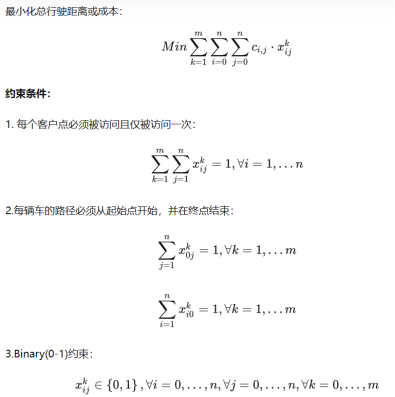 最小化总行驶距离或成本：
$Min \sum_{k=1}^{m} \sum_{i=0}^{n} \sum_{j=0}^{n} c_{i,j} \cdot x_{ij}^{k}$
约束条件：
1. 每个客户点必须被访问且仅被访问一次：
$\sum_{k=1}^{m} \sum_{j=1}^{n} x_{ij}^{k} = 1, \forall i = 1, \ldots n$
2.每辆车的路径必须从起始点开始，并在终点结束：
$\sum_{j=1}^{n} x_{0j}^{k} = 1, \forall k = 1, \ldots m$
$\sum_{i=1}^{n} x_{i0}^{k} = 1, \forall k = 1, \ldots m$
3.Binary(0-1)约束：
$x_{ij}^{k} \in \{0, 1\}, \forall i = 0, \ldots, n, \forall j = 0, \ldots, n, \forall k = 0, \ldots, m$